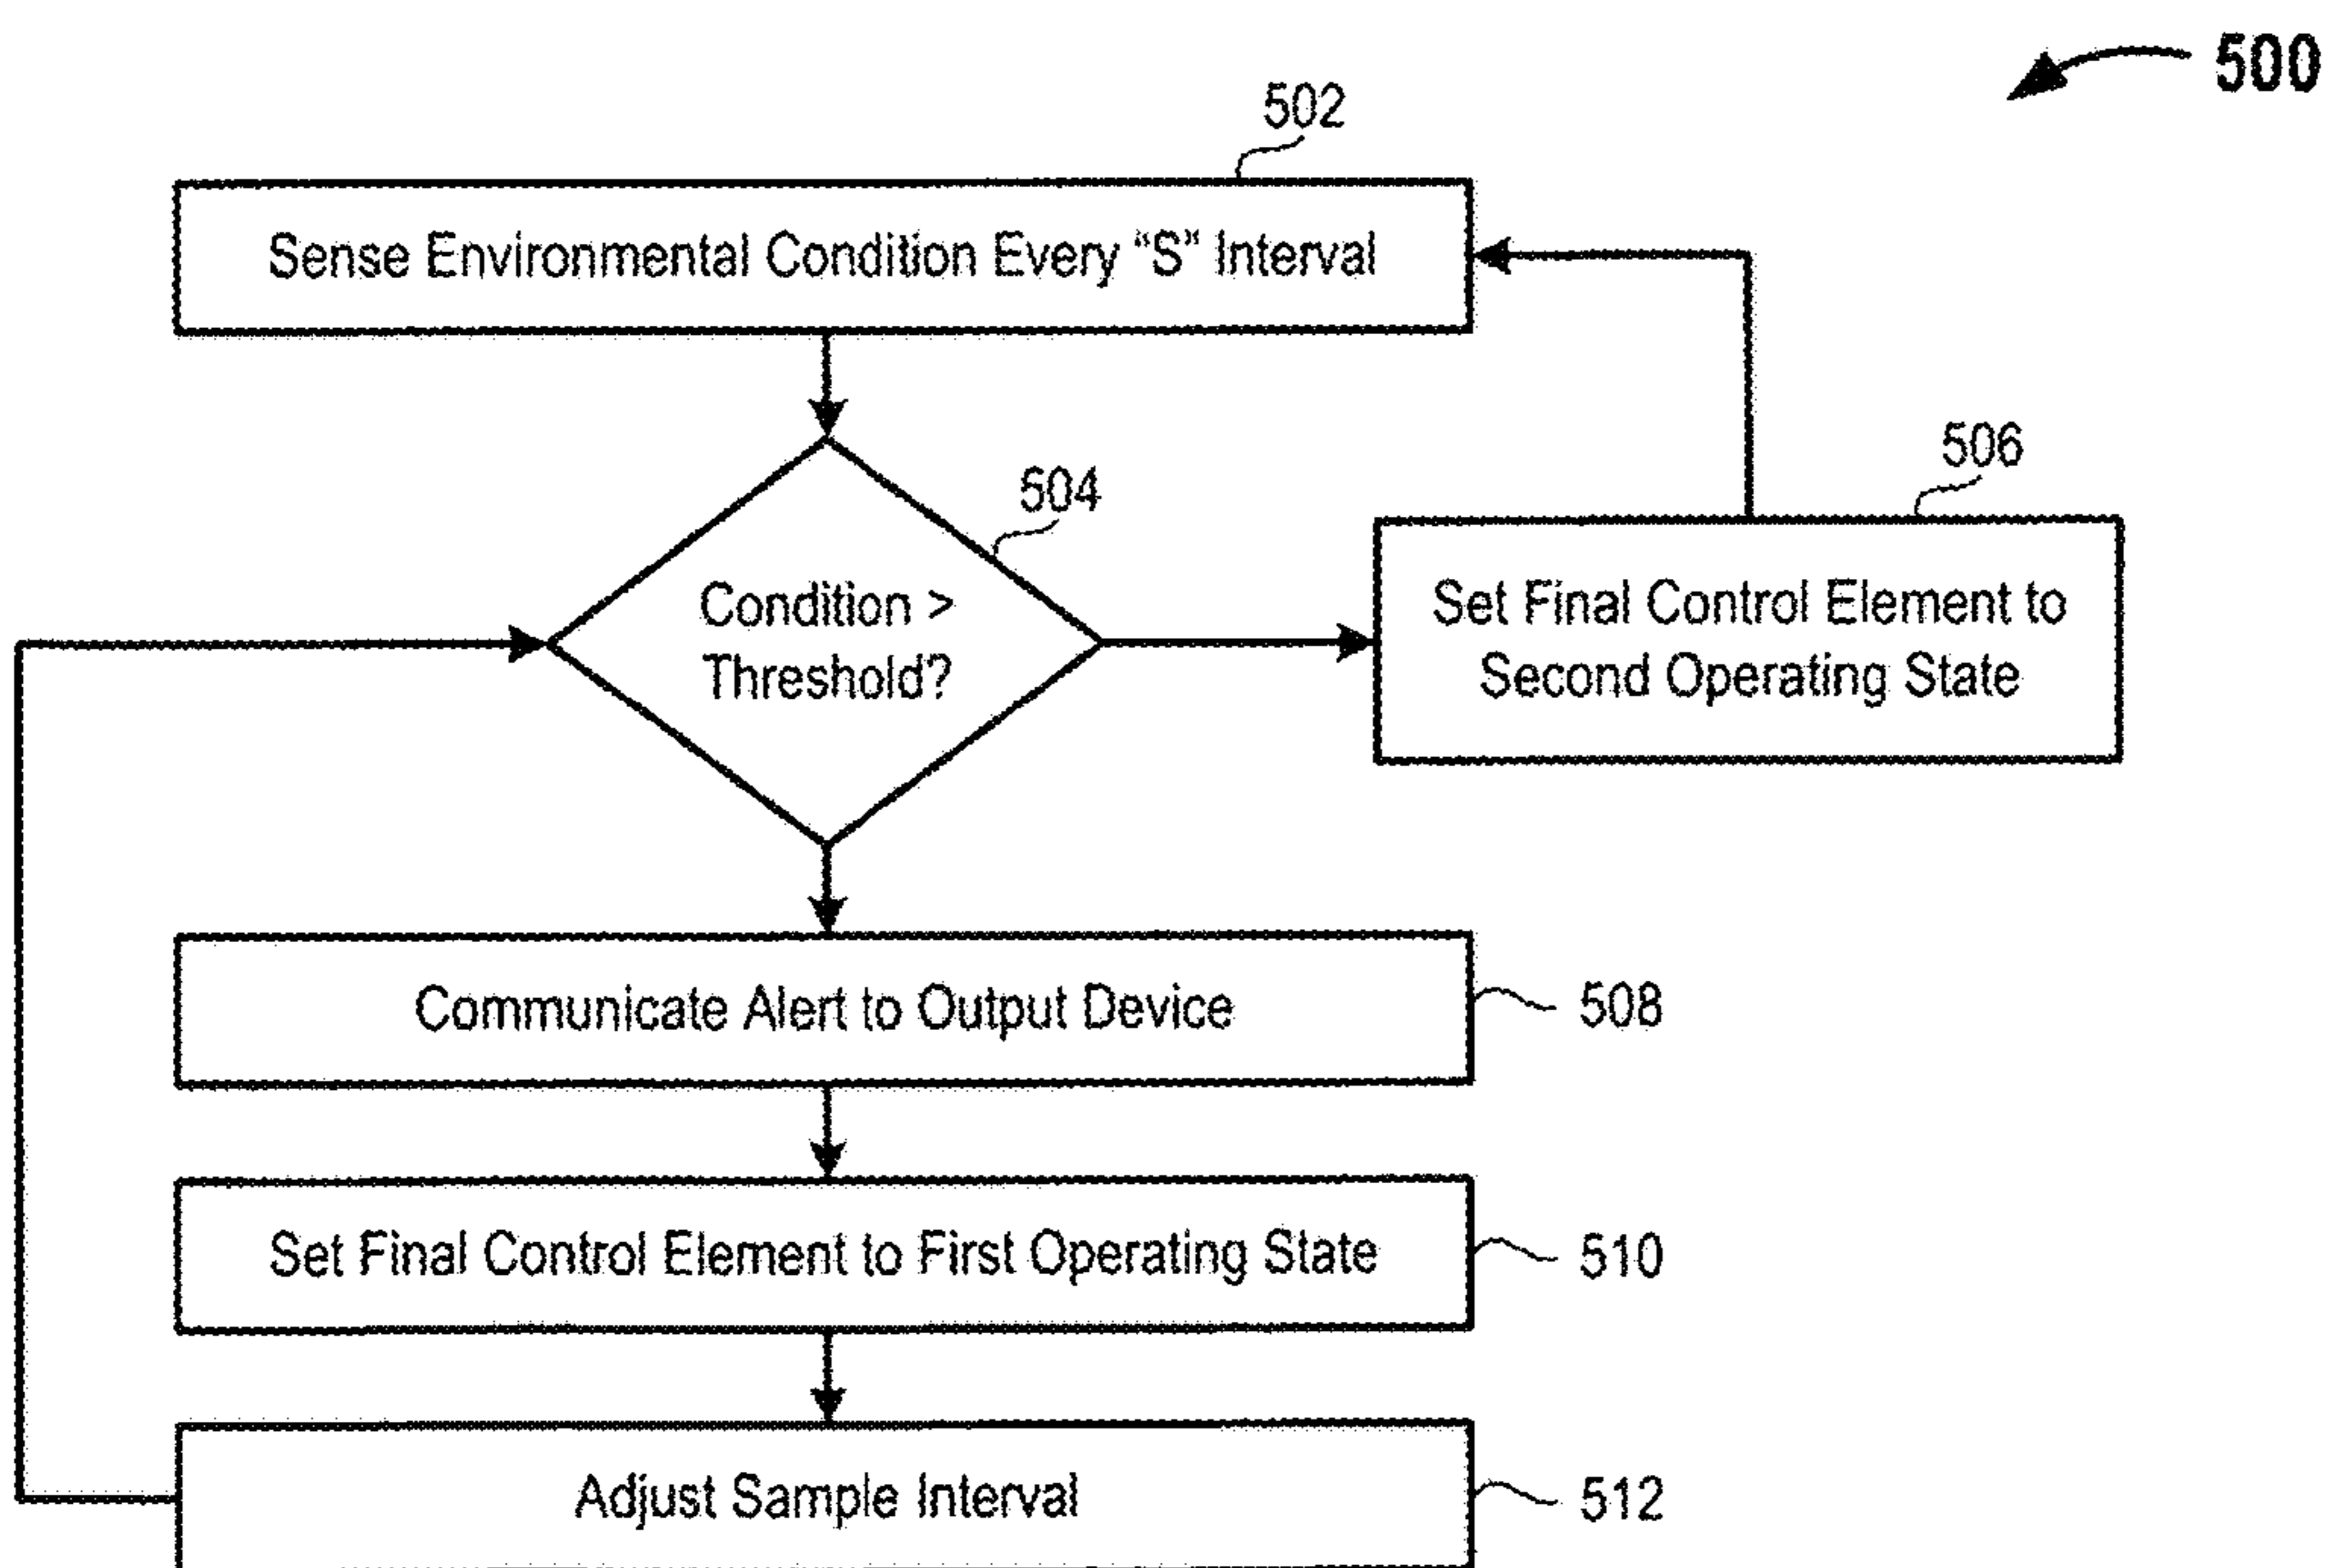 500
502
Sense Environmental Condition Every “S” Interval
504
506
Condition >
Threshold?
Set Final Control Element to
Second Operating State
Communicate Alert to Output Device
508
Set Final Control Element to First Operating State
510
Adjust Sample Interval
512